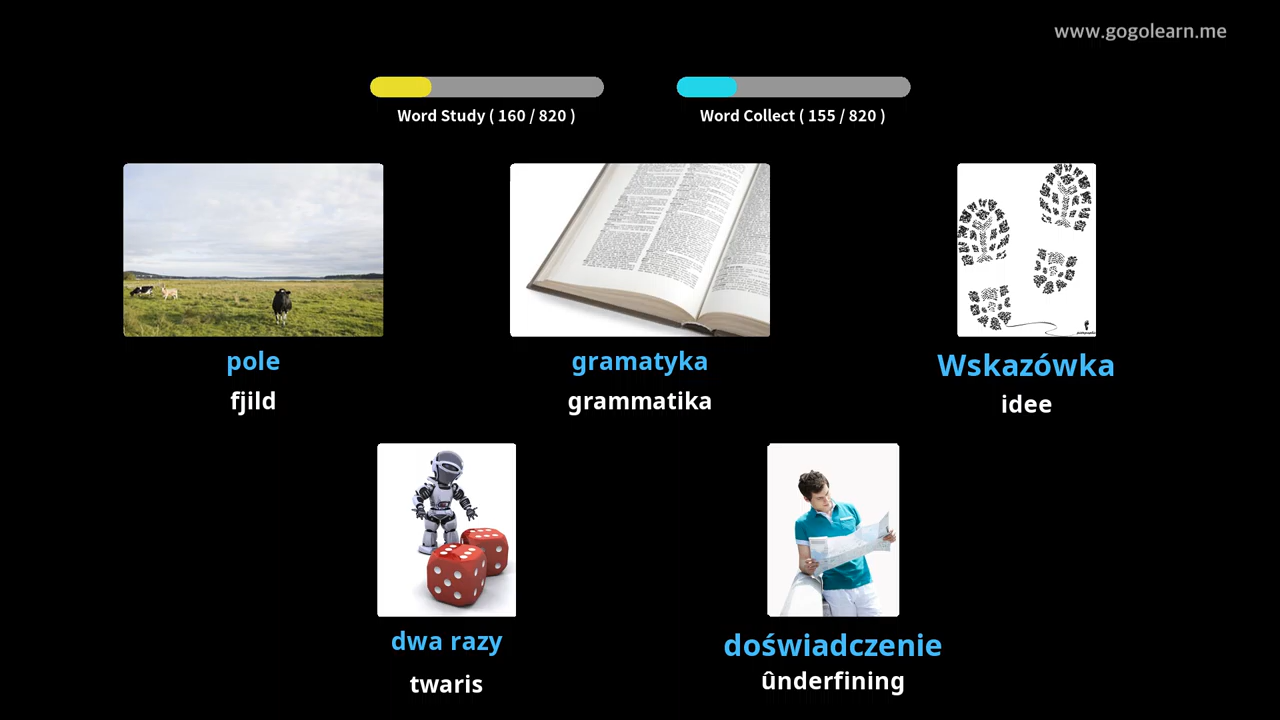 www.gogolearn.me
Word Study ( 160 / 820 )
Word Collect ( 155 / 820 )
pole
fjild
gramatyka
grammatika
Wskazówka
idee
dwa razy
twaris
doświadczenie
ûnderfining